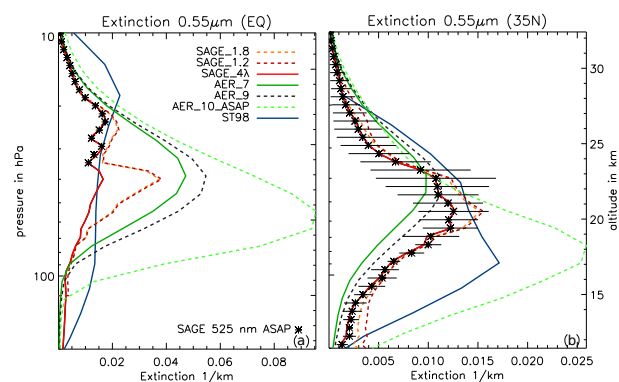 Extinction 0.55μm (EQ)
Extinction 0.55μm (35N)
10
100
pressure in hPa
SAGE_1.8
SAGE_1.2
SAGE_4λ
AER_7
AER_9
AER_10_ASAP
ST98
SAGE 525 nm ASAP
(a)
0.02 0.04 0.06 0.08
Extinction 1/km
(b)
30
25
20
15
altitude in km
0.005 0.010 0.015 0.020 0.025
Extinction 1/km